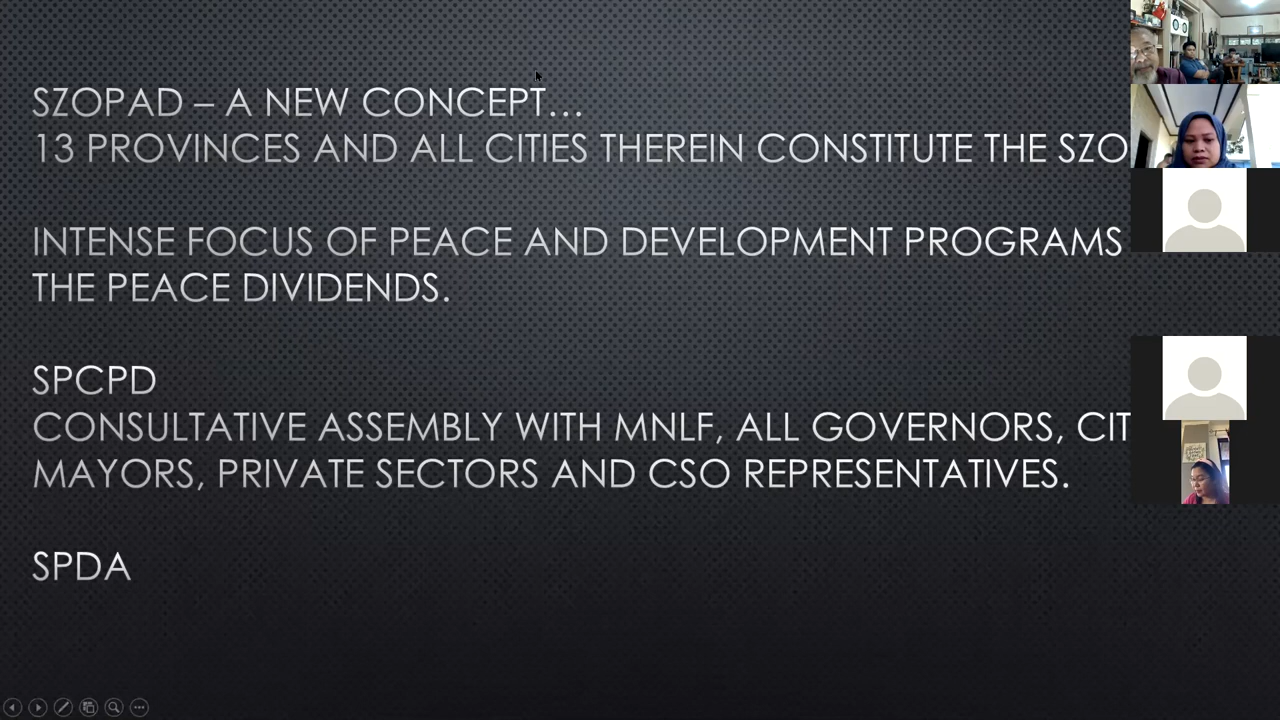 SZOPAD – A NEW CONCEPT…
13 PROVINCES AND ALL CITIES THEREIN CONSTITUTE THE SZO
INTENSE FOCUS OF PEACE AND DEVELOPMENT PROGRAMS
THE PEACE DIVIDENDS.
SPCPD
CONSULTATIVE ASSEMBLY WITH MNLF, ALL GOVERNORS, CIT
MAYORS, PRIVATE SECTORS AND CSO REPRESENTATIVES.
SPDA